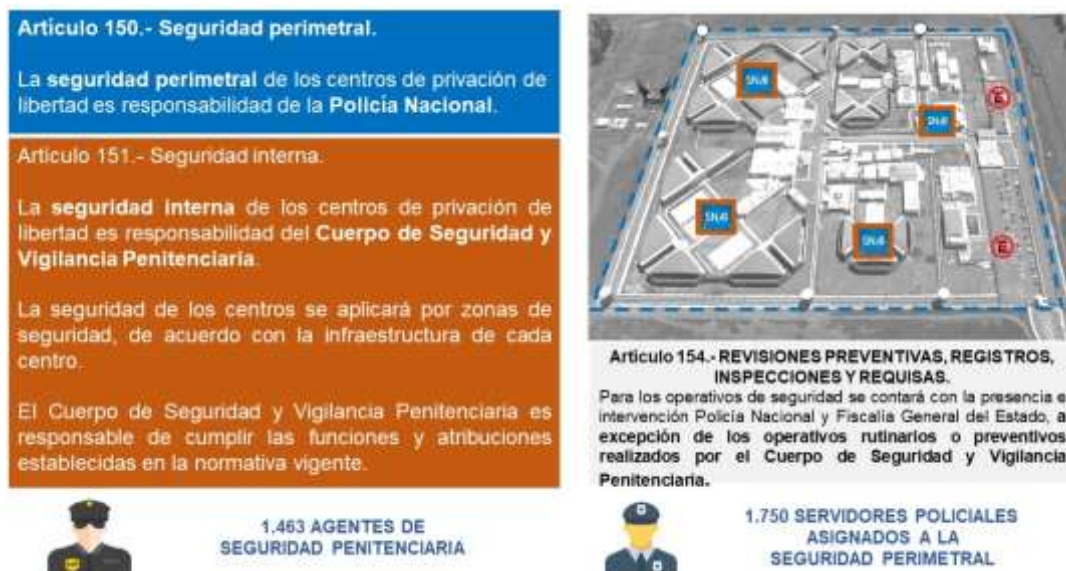 Artículo 150.- Seguridad perimetral.
La seguridad perimetral de los centros de privación de
libertad es responsabilidad de la Policía Nacional.
Artículo 151.- Seguridad interna.
La seguridad interna de los centros de privación de
libertad es responsabilidad del Cuerpo de Seguridad y
Vigilancia Penitenciaria.
La seguridad de los centros se aplicará por zonas de
seguridad, de acuerdo con la infraestructura de cada
centro.
El Cuerpo de Seguridad y Vigilancia Penitenciaria es
responsable de cumplir las funciones y atribuciones
establecidas en la normativa vigente.
1.463 AGENTES DE
SEGURIDAD PENITENCIARIA
SNAI
SNAI
SNAI
SNAI
E
E
Artículo 154.- REVISIONES PREVENTIVAS, REGISTROS,
INSPECCIONES Y REQUISAS.
Para los operativos de seguridad se contará con la presencia e
intervención Policía Nacional y Fiscalía General del Estado, a
excepción de los operativos rutinarios o preventivos
realizados por el Cuerpo de Seguridad y Vigilancia
Penitenciaria.
1.750 SERVIDORES POLICIALES
ASIGNADOS A LA
SEGURIDAD PERIMETRAL